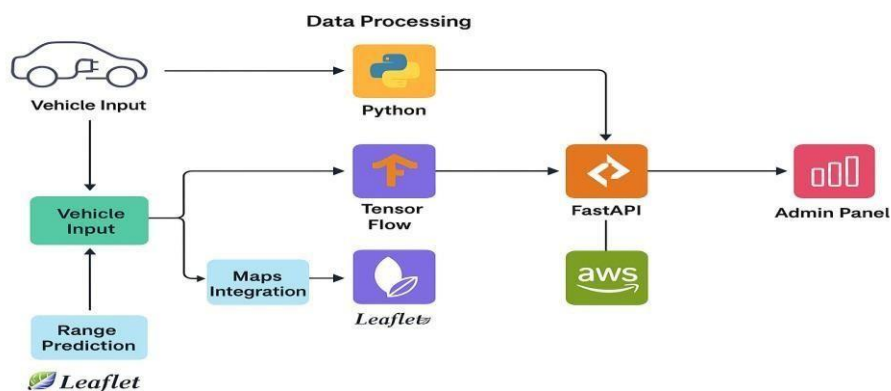 Data Processing
Vehicle Input
Python
Vehicle
Input
Tensor
Flow
FastAPI
Admin Panel
Maps
Integration
Leaflet
aws
Range
Prediction
Leaflet